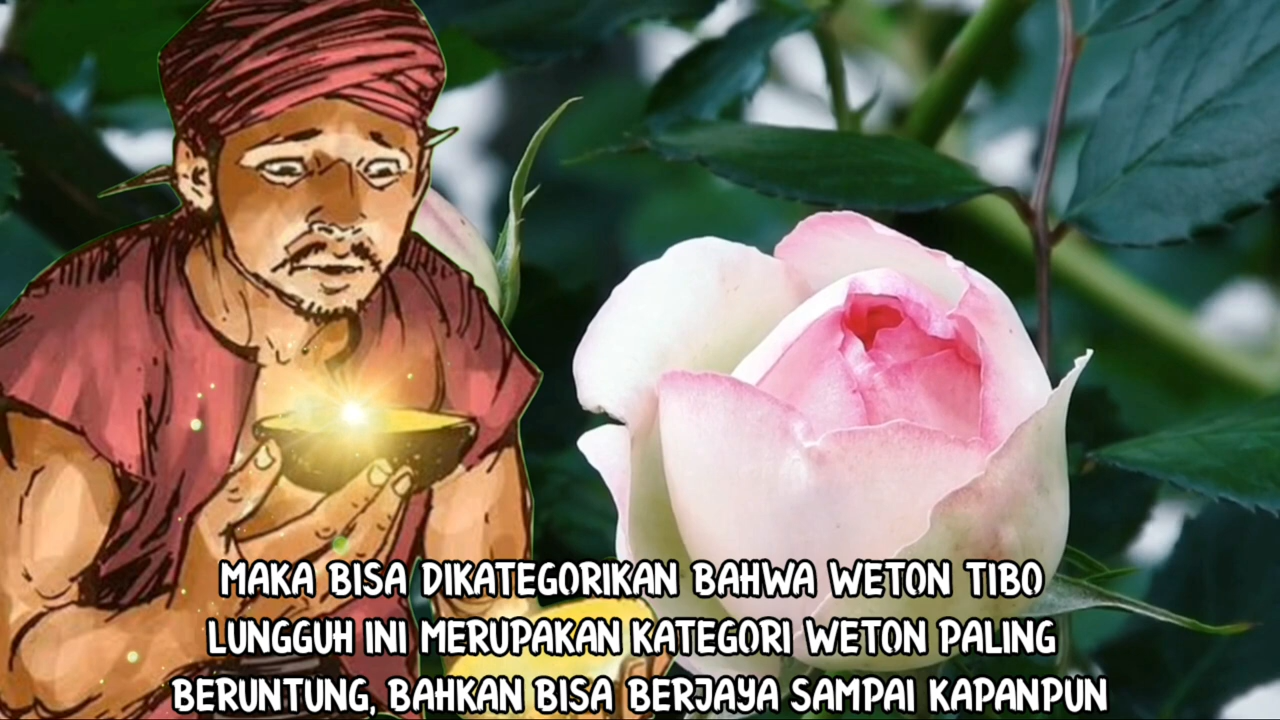 MAKA BISA DIKATEGORIKAN BAHWA WETON TIBO
LUNGGUH INI MERUPAKAN KATEGORI WETON PALING
BERUNTUNG, BAHKAN BISA BERJAYA SAMPAI KAPANPUN